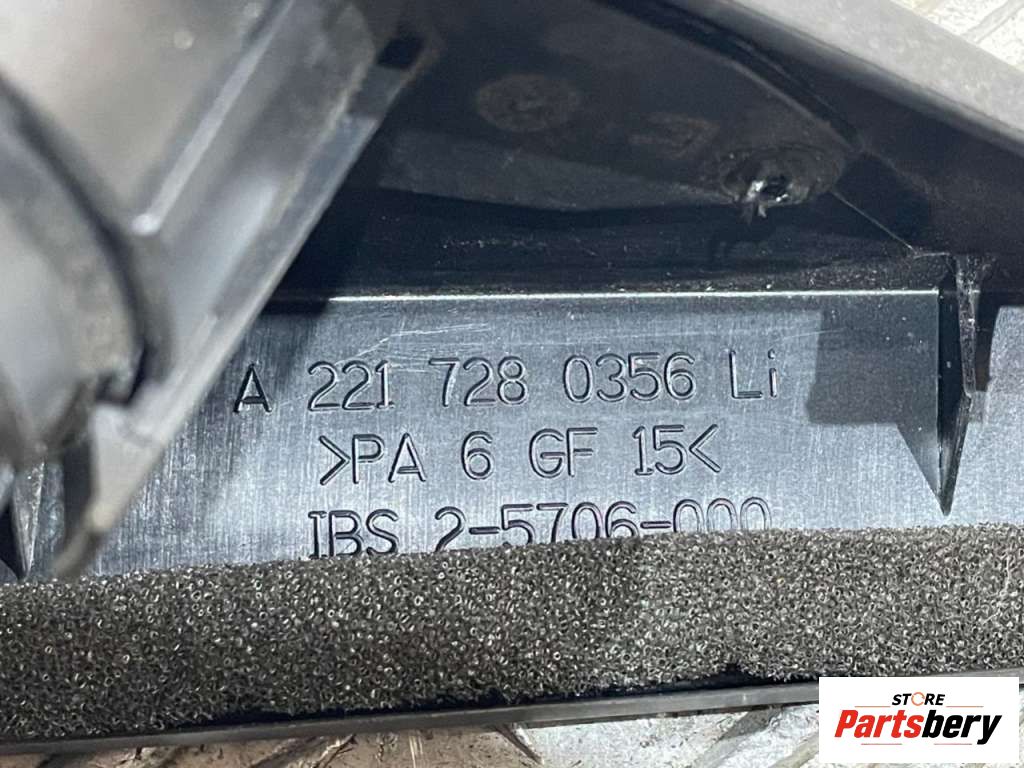 A 221 728 0356 Li
>PA 6 GF 15<
IBS 2-5706-000
STORE
Partsbery